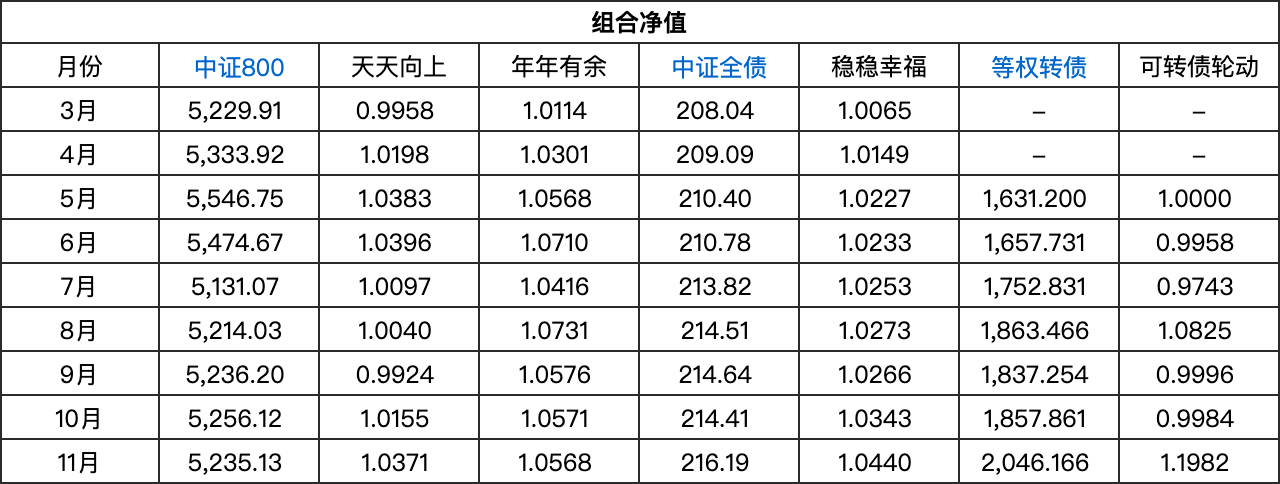 组合净值
月份 中证800 天天向上 年年有余 中证全债 稳稳幸福 等权转债 可转债轮动
3月 5,229.91 0.9958 1.0114 208.04 1.0065 – –
4月 5,333.92 1.0198 1.0301 209.09 1.0149 – –
5月 5,546.75 1.0383 1.0568 210.40 1.0227 1,631.200 1.0000
6月 5,474.67 1.0396 1.0710 210.78 1.0233 1,657.731 0.9958
7月 5,131.07 1.0097 1.0416 213.82 1.0253 1,752.831 0.9743
8月 5,214.03 1.0040 1.0731 214.51 1.0273 1,863.466 1.0825
9月 5,236.20 0.9924 1.0576 214.64 1.0266 1,837.254 0.9996
10月 5,256.12 1.0155 1.0571 214.41 1.0343 1,857.861 0.9984
11月 5,235.13 1.0371 1.0568 216.19 1.0440 2,046.166 1.1982